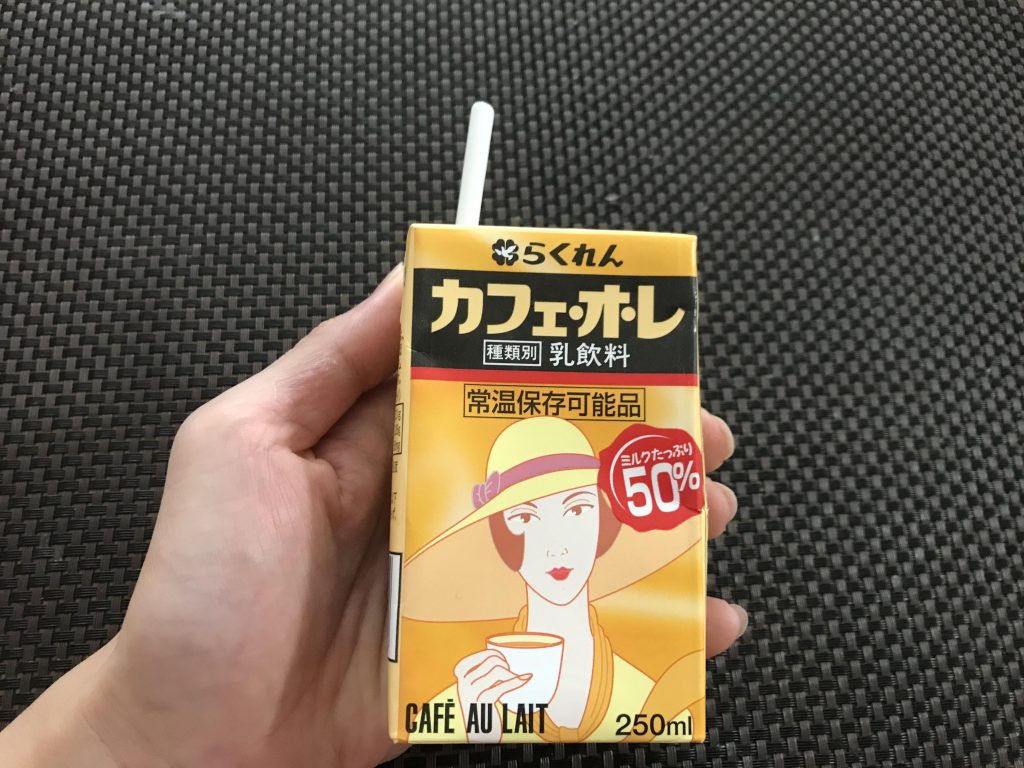 らくれん
カフェ・オ・レ
種類別 乳飲料
常温保存可能品
ミルクたっぷり
50%
CAFÉ AU LAIT
250ml